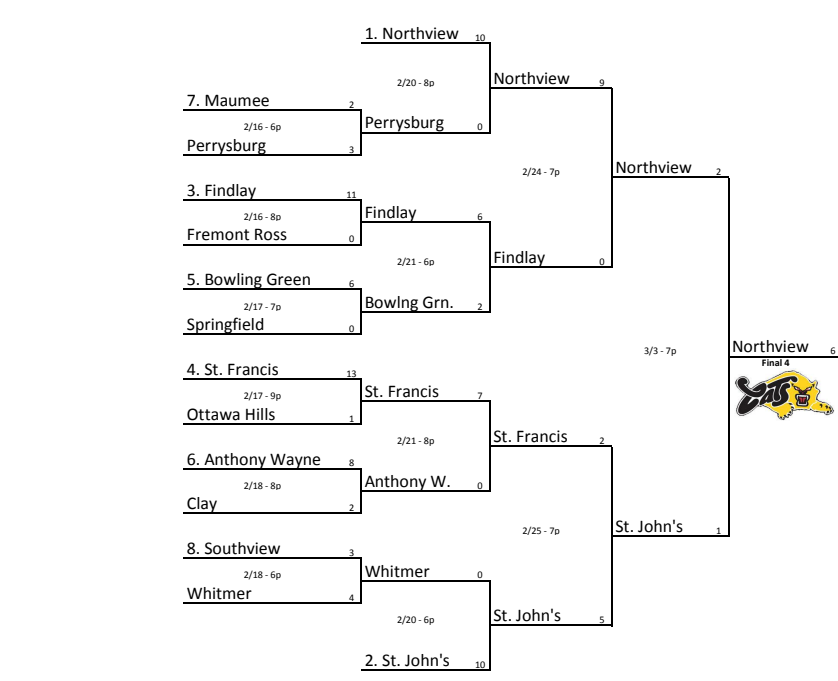 1. Northview 10
2/20 - 8p
Northview 9
7. Maumee 2
2/16 - 6p
Perrysburg 0
Perrysburg 3
2/24 - 7p
Northview 2
3. Findlay 11
2/16 - 8p
Findlay 6
Fremont Ross 0
2/21 - 6p
Findlay 0
5. Bowling Green 6
2/17 - 7p
Bowlng Grn. 2
Springfield 0
3/3 - 7p
Northview 6
Final 4
CATS
4. St. Francis 13
2/17 - 9p
St. Francis 7
Ottawa Hills 1
2/21 - 8p
St. Francis 2
6. Anthony Wayne 8
2/18 - 8p
Anthony W. 0
Clay 2
2/25 - 7p
St. John's 1
8. Southview 3
2/18 - 6p
Whitmer 0
Whitmer 4
2/20 - 6p
St. John's 5
2. St. John's 10